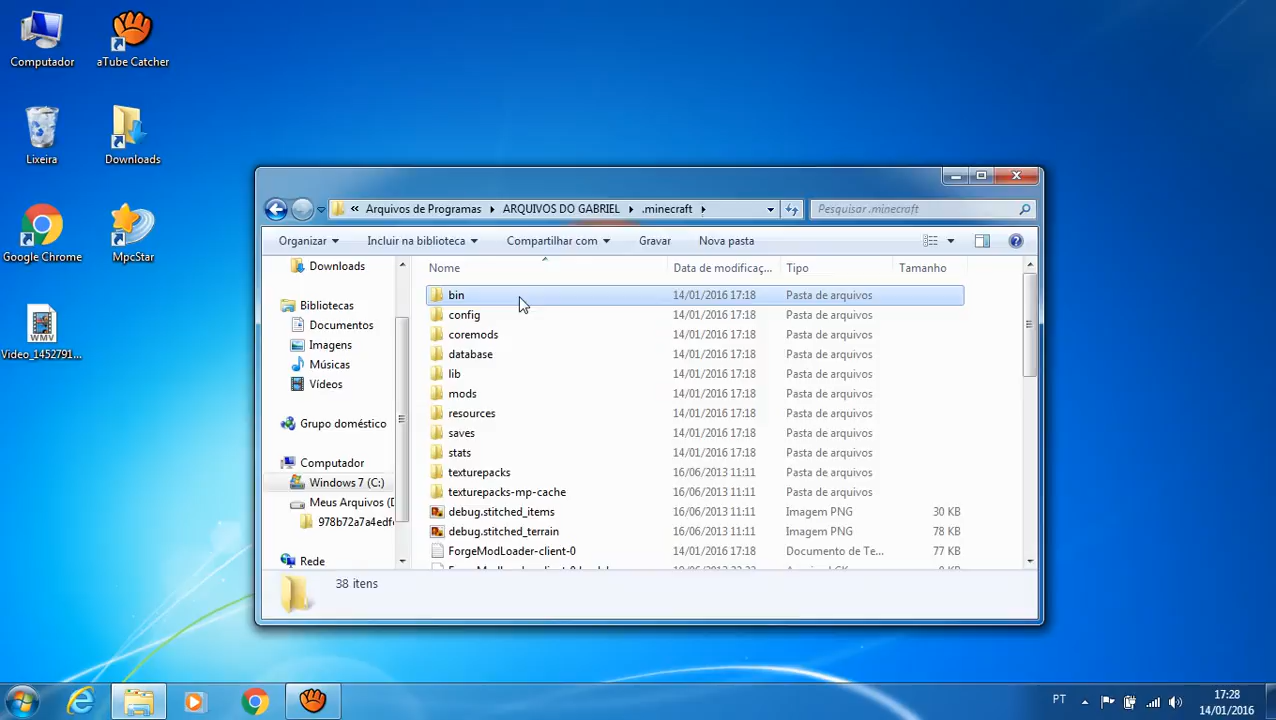 Computador
aTube Catcher
Lixeira
Downloads
Google Chrome
MpcStar
WMV
Video_1452791...
« Arquivos de Programas
ARQUIVOS DO GABRIEL
.minecraft
Pesquisar .minecraft
Organizar
Incluir na biblioteca
Compartilhar com
Gravar
Nova pasta
Downloads
Bibliotecas
Documentos
Imagens
Músicas
Vídeos
Grupo doméstico
Computador
Windows 7 (C:)
Meus Arquivos (D
Rede
Nome Data de modificaç... Tipo Tamanho
bin 14/01/2016 17:18 Pasta de arquivos
config 14/01/2016 17:18 Pasta de arquivos
coremods 14/01/2016 17:18 Pasta de arquivos
database 14/01/2016 17:18 Pasta de arquivos
lib 14/01/2016 17:18 Pasta de arquivos
mods 14/01/2016 17:18 Pasta de arquivos
resources 14/01/2016 17:18 Pasta de arquivos
saves 14/01/2016 17:18 Pasta de arquivos
stats 14/01/2016 17:18 Pasta de arquivos
texturepacks 16/06/2013 11:11 Pasta de arquivos
texturepacks-mp-cache 16/06/2013 11:11 Pasta de arquivos
debug.stitched_items 16/06/2013 11:11 Imagem PNG 30 KB
debug.stitched_terrain 16/06/2013 11:11 Imagem PNG 78 KB
ForgeModLoader-client-0 14/01/2016 17:18 Documento de Te... 77 KB
38 itens
PT
17:28
14/01/2016